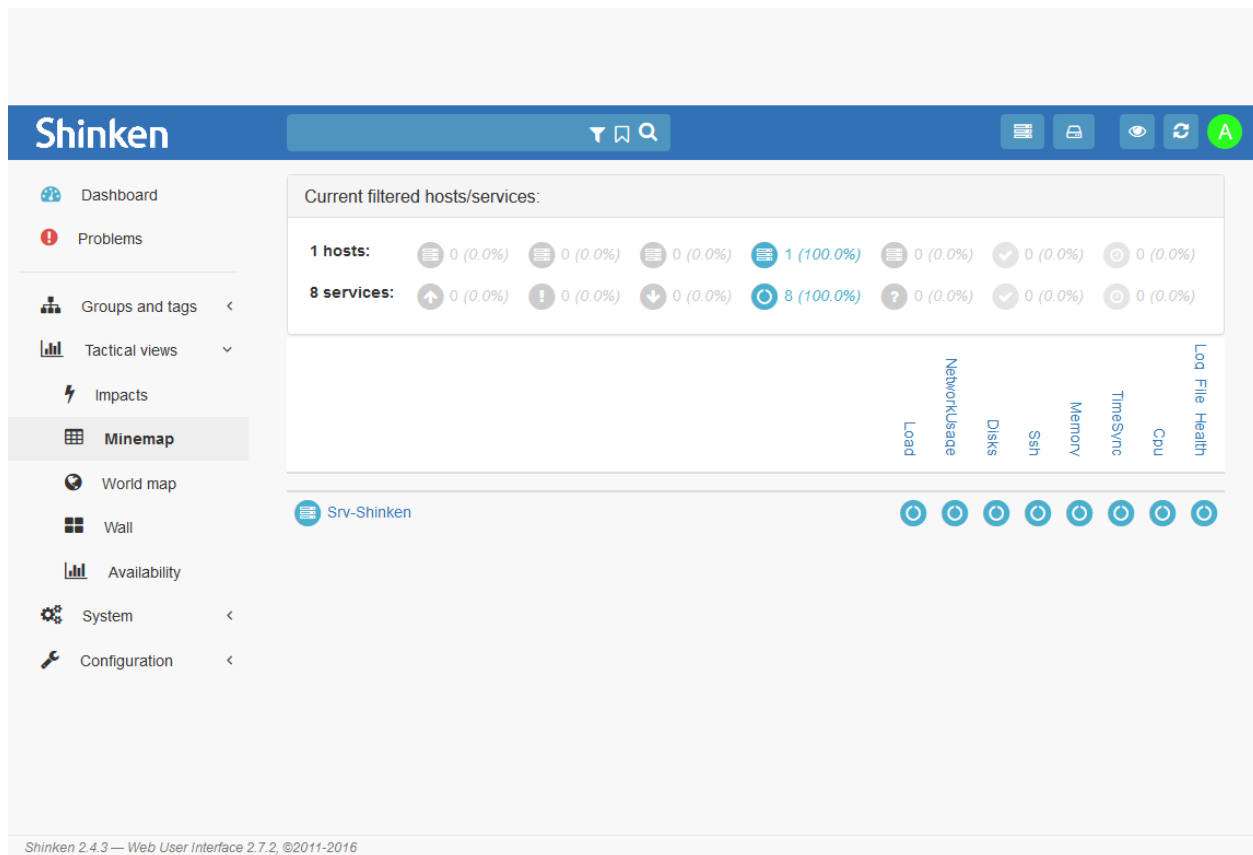 Shinken
A
Dashboard
Problems
Groups and tags
Tactical views
Impacts
Minemap
World map
Wall
Availability
System
Configuration
Current filtered hosts/services:
1 hosts: 0 (0.0%) 0 (0.0%) 0 (0.0%) 1 (100.0%) 0 (0.0%) 0 (0.0%) 0 (0.0%)
8 services: 0 (0.0%) 0 (0.0%) 0 (0.0%) 8 (100.0%) 0 (0.0%) 0 (0.0%) 0 (0.0%)
Load
NetworkUsage
Disks
Ssh
Memory
TimeSync
Cpu
Log File Health
Srv-Shinken
Shinken 2.4.3 — Web User Interface 2.7.2, ©2011-2016